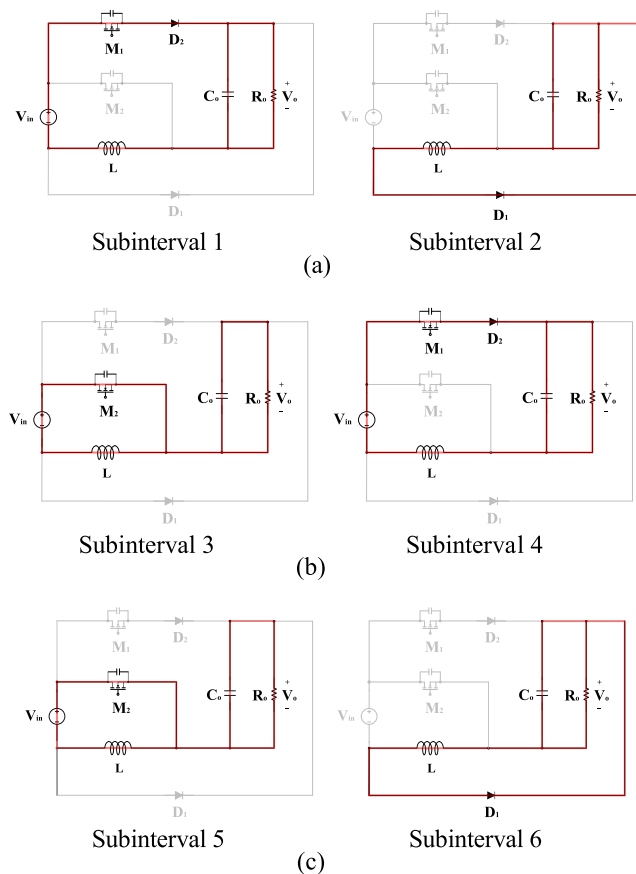 M1 D2
M2
Vin Co Ro + Vo −
L
D1
Subinterval 1
M1 D2
M2
Vin Co Ro + Vo −
L
D1
Subinterval 2
(a)
M1 D2
M2
Vin Co Ro + Vo −
L
D1
Subinterval 3
M1 D2
M2
Vin Co Ro + Vo −
L
D1
Subinterval 4
(b)
M1 D2
M2
Vin Co Ro + Vo −
L
D1
Subinterval 5
M1 D2
M2
Vin Co Ro + Vo −
L
D1
Subinterval 6
(c)